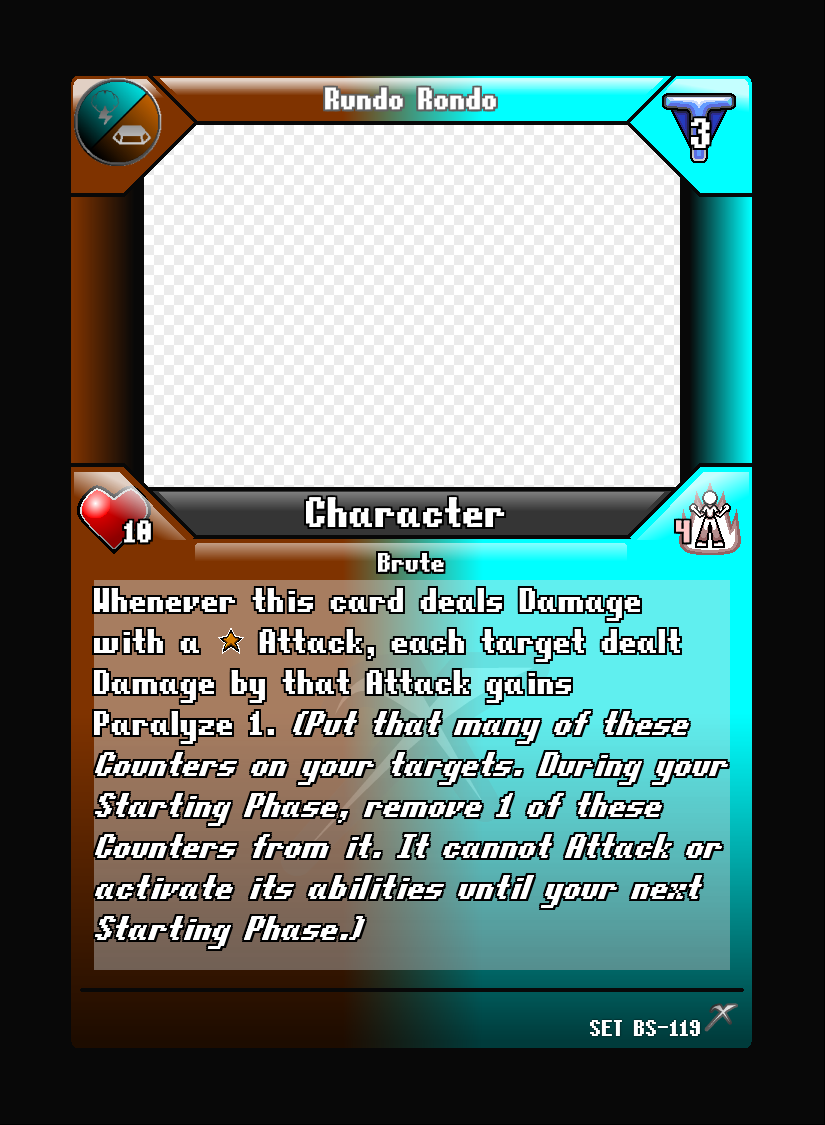 Rundo Rondo
3
Character
10
4
Brute
Whenever this card deals Damage
with a ★ Attack, each target dealt
Damage by that Attack gains
Paralyze 1. (Put that many of these
Counters on your targets. During your
Starting Phase, remove 1 of these
Counters from it. It cannot Attack or
activate its abilities until your next
Starting Phase.)
SET BS-119